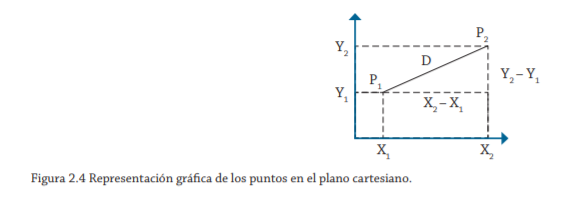 P₂
Y₂
D
P₁
Y₂ – Y₁
Y₁
X₂ – X₁
X₁
X₂
Figura 2.4 Representación gráfica de los puntos en el plano cartesiano.